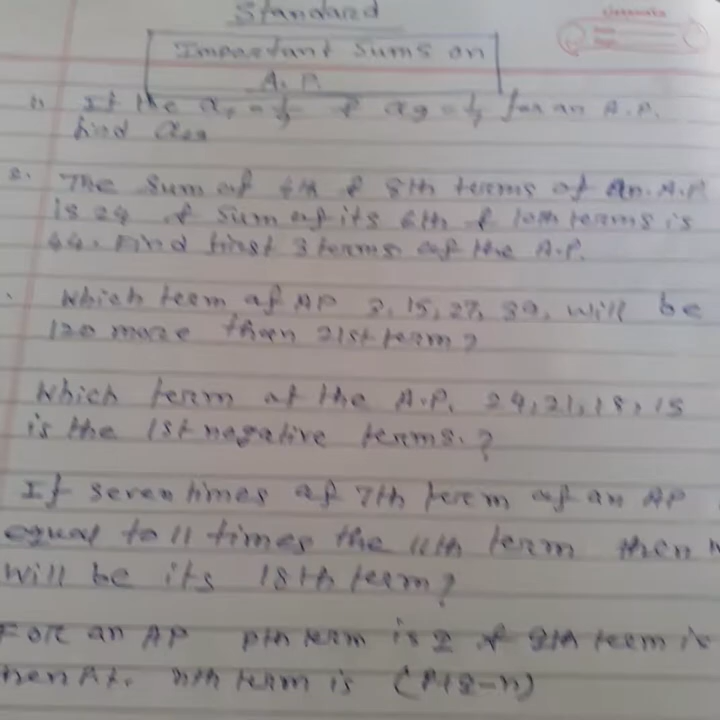 Standard
Important sums on
A.P.
1. If the a₇ = 1/9 & a₉ = 1/7 for an A.P.
find
2. The sum of 4th & 8th terms of an A.P
is 24 & sum of its 6th & 10th terms is
44. Find first 3 terms of the A.P.
Which term of AP 3, 15, 27, 39, will be
120 more than 21st term?
Which term of the A.P. 24, 21, 18, 15
is the 1st negative terms.?
If seven times of 7th term of an AP
equal to 11 times the 11th term then
will be its 18th term?
For an AP pth term is q & qth term is
nth term is (P+q-n)